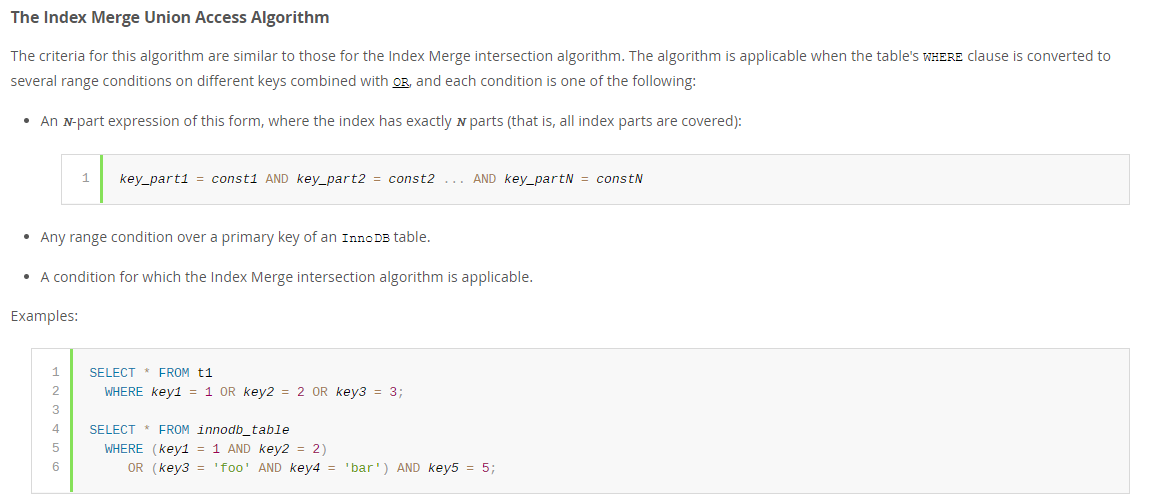 The Index Merge Union Access Algorithm
The criteria for this algorithm are similar to those for the Index Merge intersection algorithm. The algorithm is applicable when the table's WHERE clause is converted to
several range conditions on different keys combined with OR, and each condition is one of the following:
• An N-part expression of this form, where the index has exactly N parts (that is, all index parts are covered):
1 key_part1 = const1 AND key_part2 = const2 ... AND key_partN = constN
• Any range condition over a primary key of an InnoDB table.
• A condition for which the Index Merge intersection algorithm is applicable.
Examples:
1 SELECT * FROM t1
2 WHERE key1 = 1 OR key2 = 2 OR key3 = 3;
3
4 SELECT * FROM innodb_table
5 WHERE (key1 = 1 AND key2 = 2)
6 OR (key3 = 'foo' AND key4 = 'bar') AND key5 = 5;